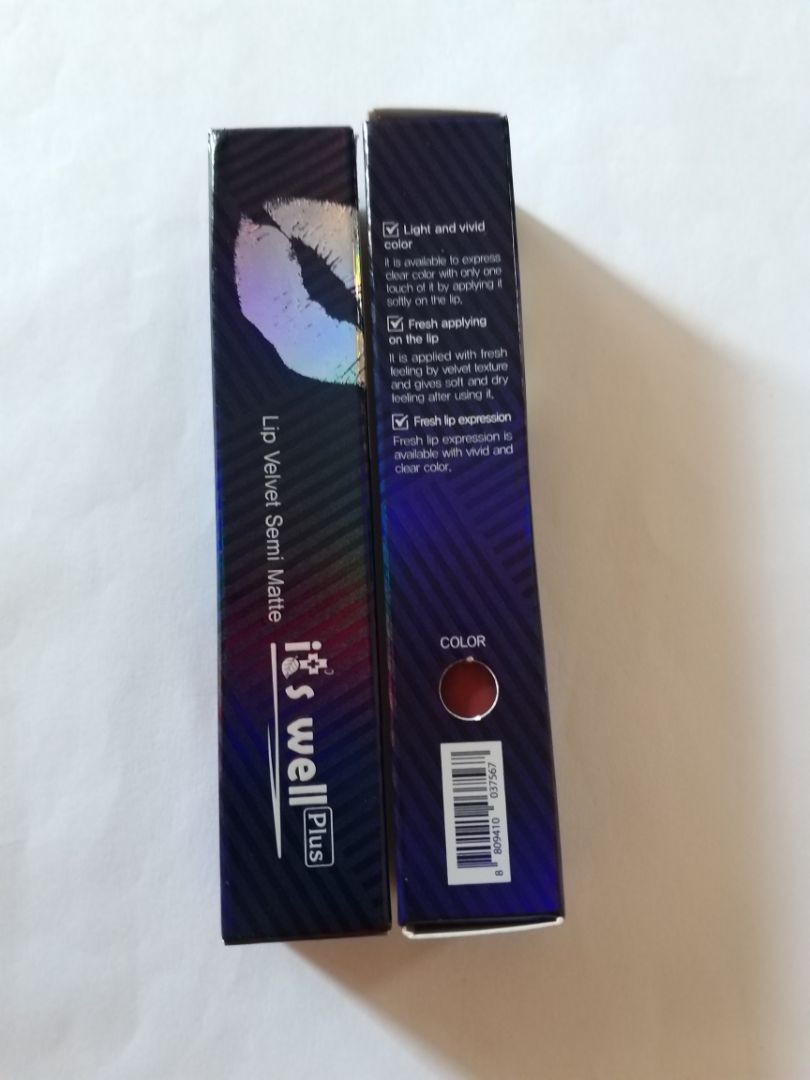 Lip Velvet Semi Matte
it's well
Plus
Light and vivid
color
It is available to express
clear color with only one
touch of it by applying it
softly on the lip.
Fresh applying
on the lip
It is applied with fresh
feeling by velvet texture
and gives soft and dry
feeling after using it.
Fresh lip expression
Fresh lip expression is
available with vivid and
clear color.
COLOR
8 809410 037567